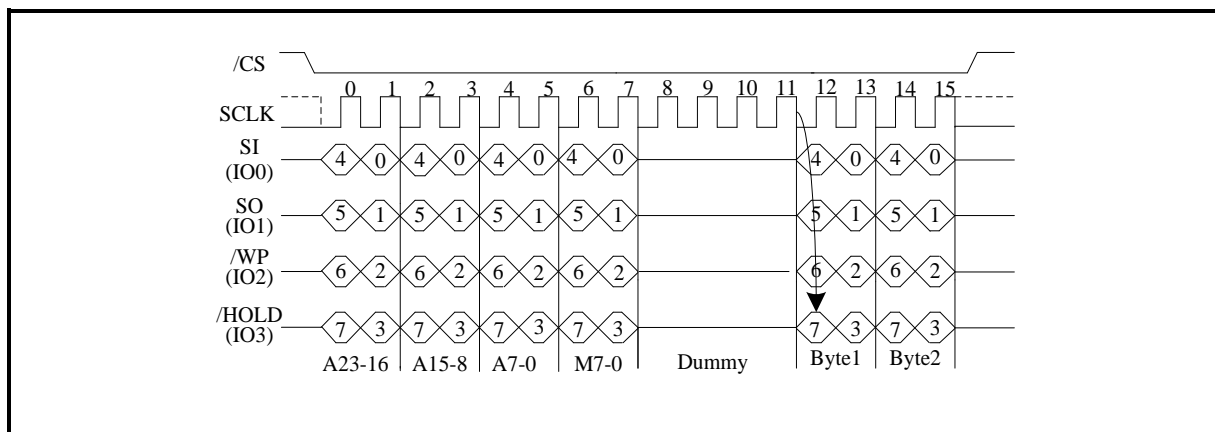 /CS
0 1 2 3 4 5 6 7 8 9 10 11 12 13 14 15
SCLK
SI
(IO0)
4 0 4 0 4 0 4 0 4 0 4 0
SO
(IO1)
5 1 5 1 5 1 5 1 5 1 5 1
/WP
(IO2)
6 2 6 2 6 2 6 2 6 2 6 2
/HOLD
(IO3)
7 3 7 3 7 3 7 3 7 3 7 3
A23-16 A15-8 A7-0 M7-0 Dummy Byte1 Byte2